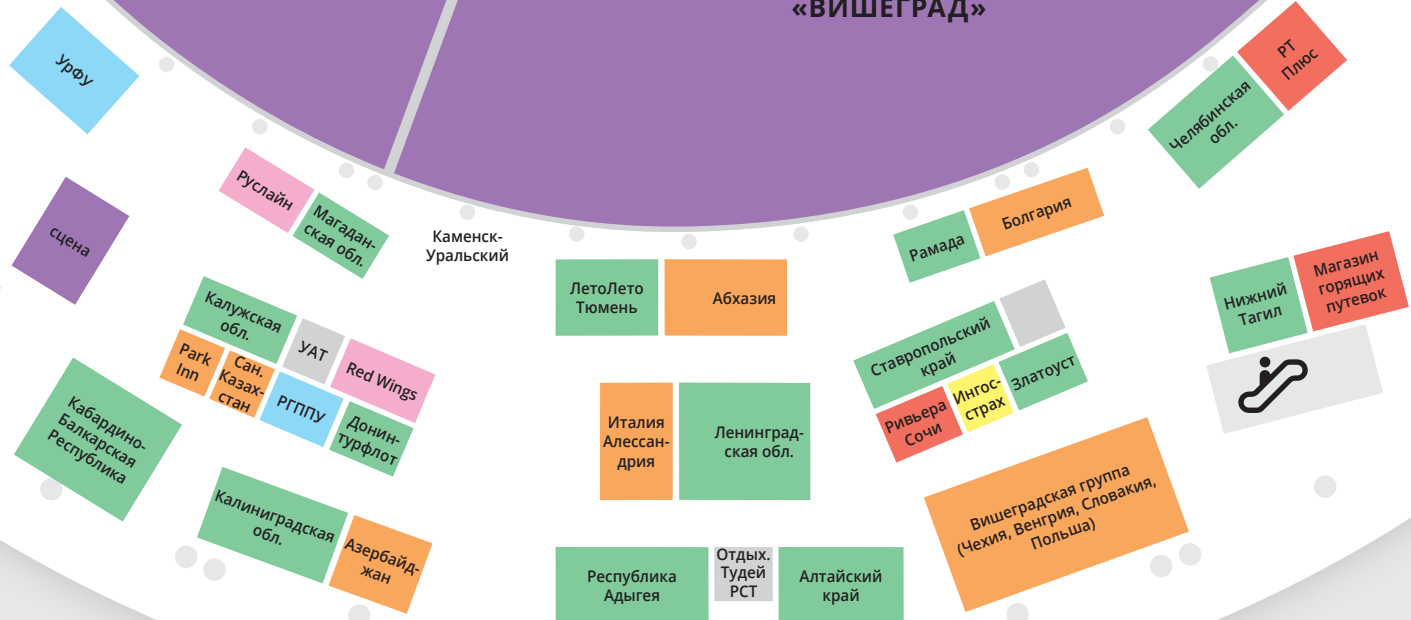 «ВИШЕГРАД»
УрФУ
РТ
Плюс
Челябинская
обл.
Руслайн
Магадан-
ская обл.
сцена
Каменск-
Уральский
Рамада
Болгария
ЛетоЛето
Тюмень
Абхазия
Нижний
Тагил
Магазин
горящих
путевок
Калужская
обл.
УАТ
Red Wings
Park
Inn
Сан.
Казах-
стан
РГППУ
Донин-
турфлот
Ставропольский
край
Ривьера
Сочи
Ингос-
страх
Златоуст
Кабардино-
Балкарская
Республика
Италия
Алессан-
дрия
Ленинград-
ская обл.
Калининградская
обл.
Азербайд-
жан
Вишеградская группа
(Чехия, Венгрия, Словакия,
Польша)
Республика
Адыгея
Отдых.
Тудей
РСТ
Алтайский
край